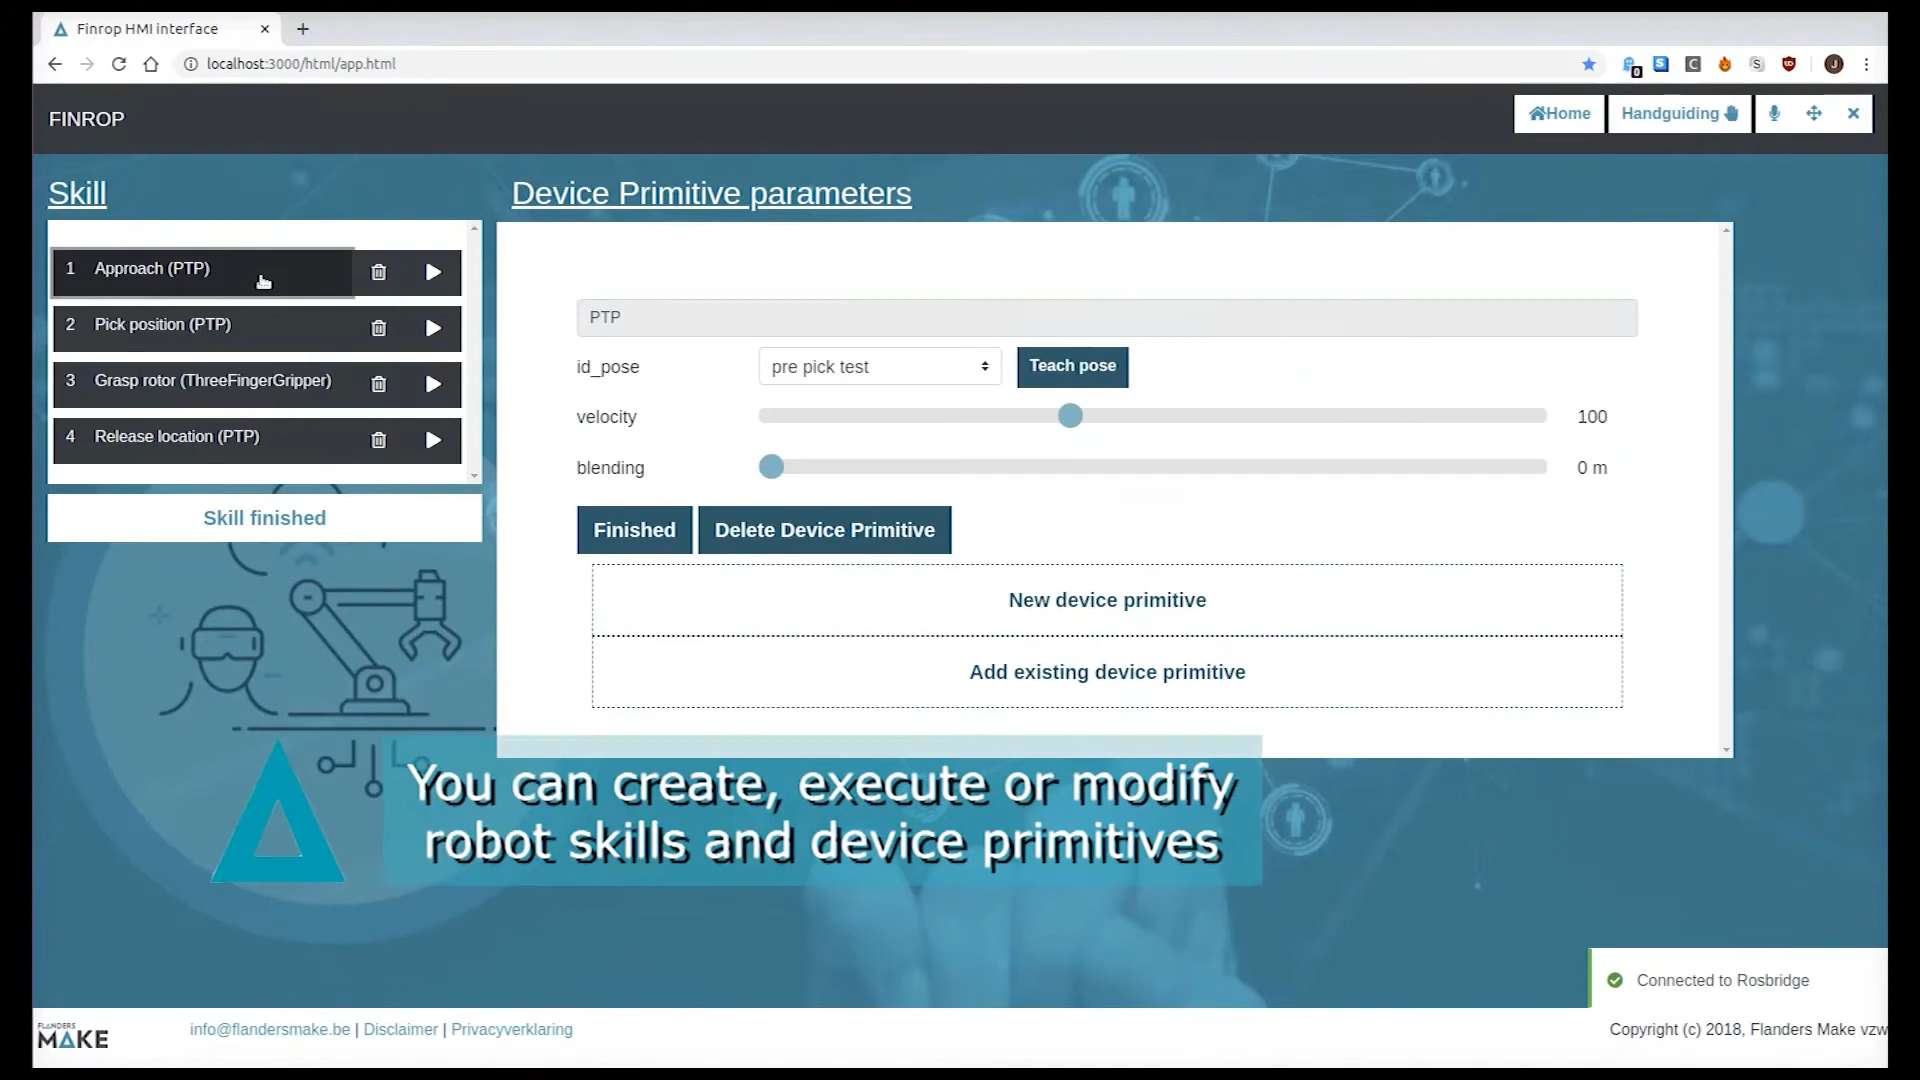 Finrop HMI interface
localhost:3000/html/app.html
0
S
C
S
J
FINROP
Home
Handguiding
Skill
Device Primitive parameters
1 Approach (PTP)
2 Pick position (PTP)
3 Grasp rotor (ThreeFingerGripper)
4 Release location (PTP)
Skill finished
PTP
id_pose pre pick test Teach pose
velocity 100
blending 0 m
Finished Delete Device Primitive
New device primitive
Add existing device primitive
You can create, execute or modify
robot skills and device primitives
Connected to Rosbridge
FLANDERS
MAKE
info@flandersmake.be | Disclaimer | Privacyverklaring
Copyright (c) 2018, Flanders Make vzw